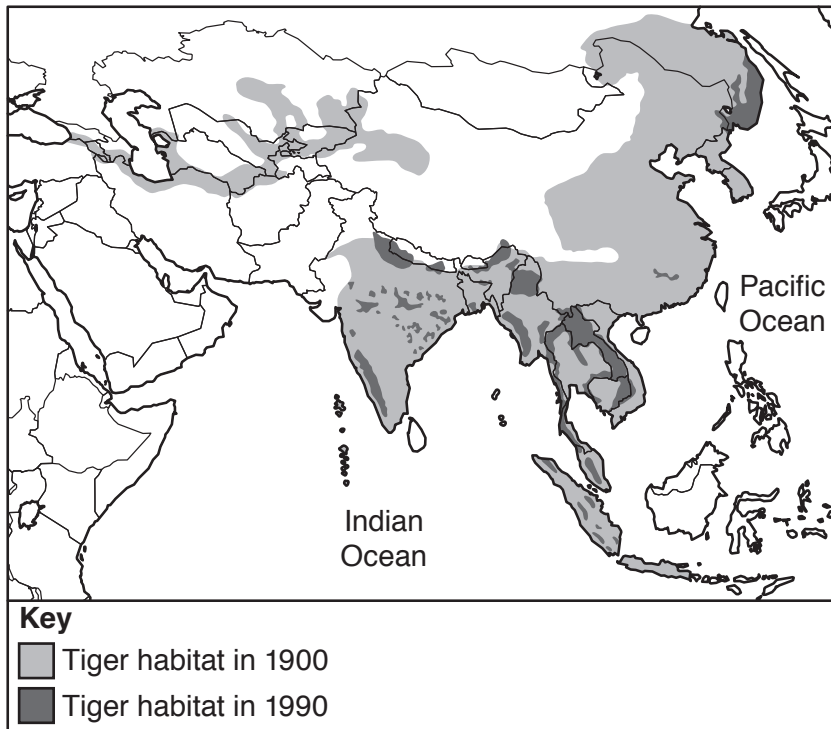 Pacific
Ocean
Indian
Ocean
Key
Tiger habitat in 1900
Tiger habitat in 1990